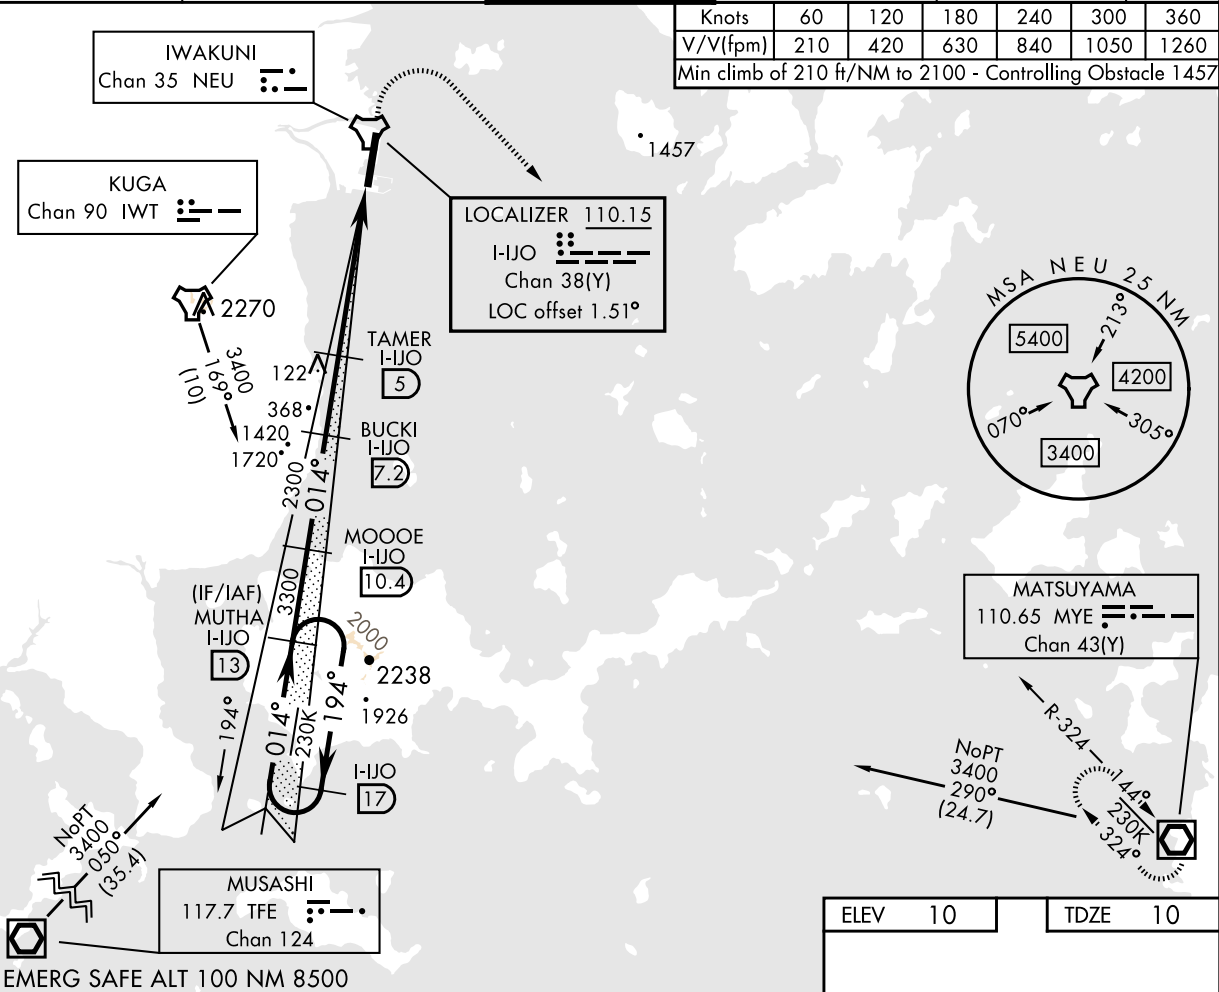 Knots 60 120 180 240 300 360
V/V(fpm) 210 420 630 840 1050 1260
Min climb of 210 ft/NM to 2100 - Controlling Obstacle 1457
IWAKUNI
Chan 35 NEU
1457
KUGA
Chan 90 IWT
LOCALIZER 110.15
I-IJO
Chan 38(Y)
LOC offset 1.51°
2270
3400
169°
(10)
TAMER
I-IJO
5
122
368
1420
1720
BUCKI
I-IJO
7.2
2300
014°
MOOOE
I-IJO
10.4
3300
(IF/IAF)
MUTHA
I-IJO
13
2000
2238
1926
194°
014°
230K
194°
I-IJO
17
MSA NEU 25 NM
213°
5400
4200
070°
305°
3400
MATSUYAMA
110.65 MYE
Chan 43(Y)
R-324
NoPT
3400
290°
(24.7)
144°
230K
324°
NoPT
3400
050°
(35.4)
MUSASHI
117.7 TFE
Chan 124
ELEV 10
TDZE 10
EMERG SAFE ALT 100 NM 8500